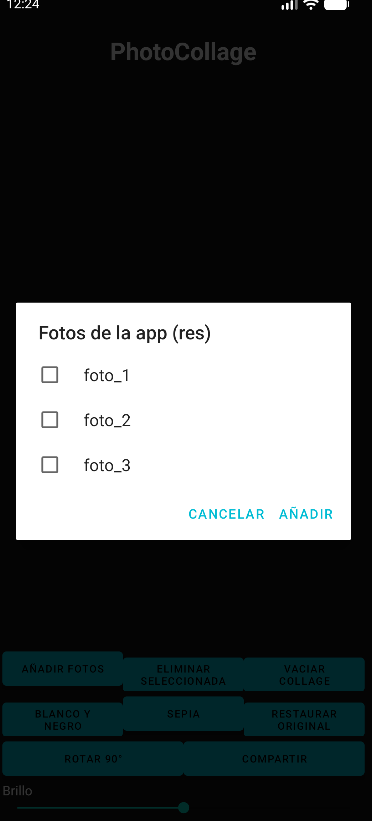 12:24
PhotoCollage
Fotos de la app (res)
foto_1
foto_2
foto_3
CANCELAR AÑADIR
AÑADIR FOTOS
ELIMINAR
SELECCIONADA
VACIAR
COLLAGE
BLANCO Y
NEGRO
SEPIA
RESTAURAR
ORIGINAL
ROTAR 90°
COMPARTIR
Brillo